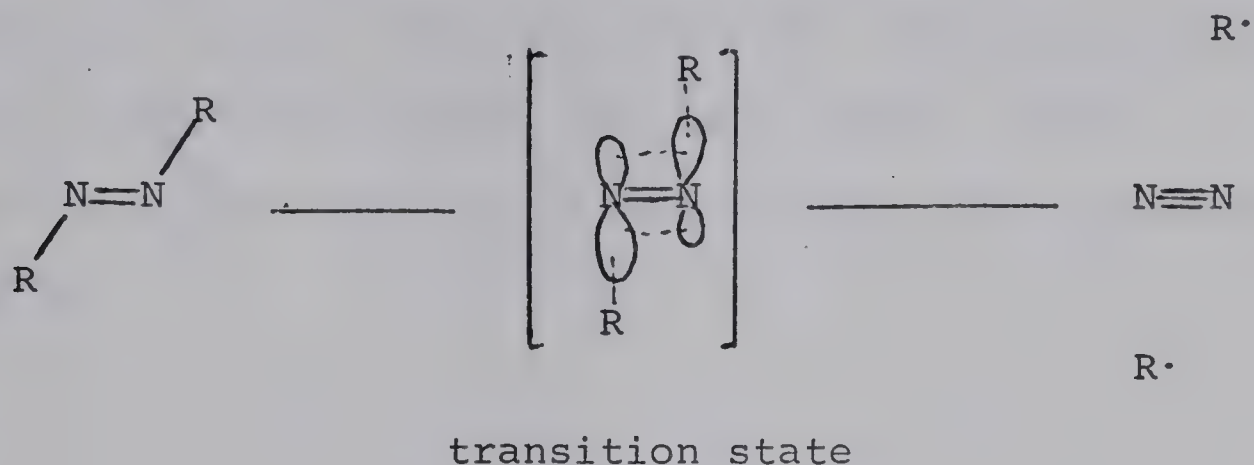 R·
R
R
N=N
N=N
N≡N
R
R
R·
transition state